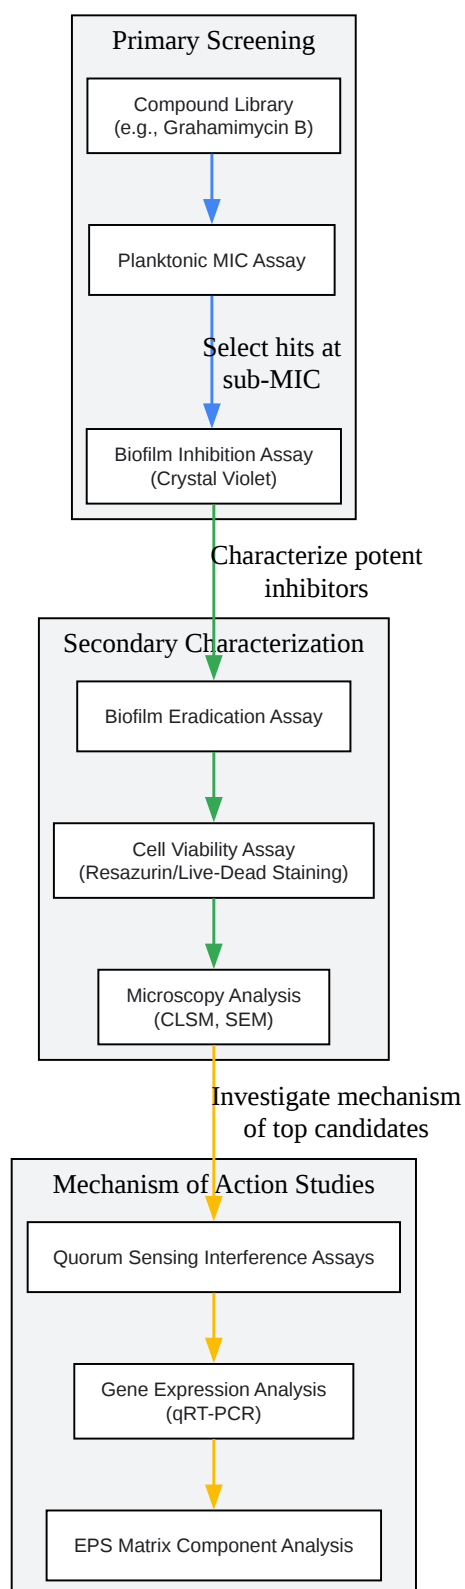 Primary Screening
Compound Library
(e.g., Grahamimycin B)
Planktonic MIC Assay
Select hits at
sub-MIC
Biofilm Inhibition Assay
(Crystal Violet)
Characterize potent
inhibitors
Secondary Characterization
Biofilm Eradication Assay
Cell Viability Assay
(Resazurin/Live-Dead Staining)
Microscopy Analysis
(CLSM, SEM)
Investigate mechanism
of top candidates
Mechanism of Action Studies
Quorum Sensing Interference Assays
Gene Expression Analysis
(qRT-PCR)
EPS Matrix Component Analysis